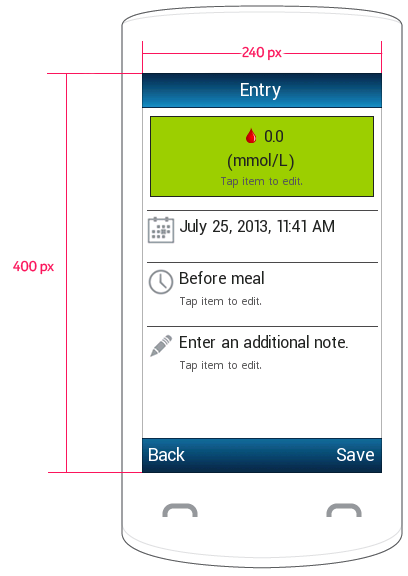 240 px
Entry
0.0
(mmol/L)
Tap item to edit.
July 25, 2013, 11:41 AM
400 px
Before meal
Tap item to edit.
Enter an additional note.
Tap item to edit.
Back
Save